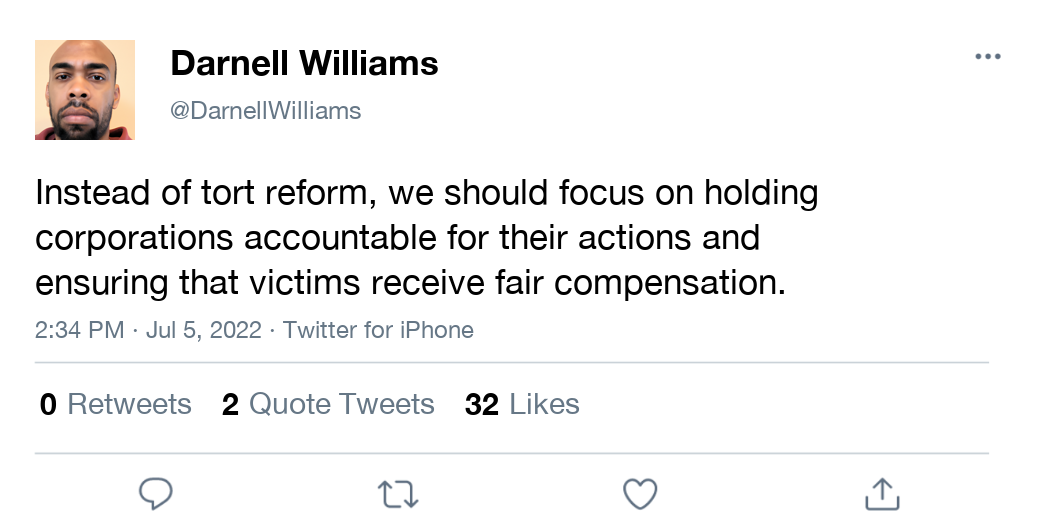 Darnell Williams
@DarnellWilliams
Instead of tort reform, we should focus on holding
corporations accountable for their actions and
ensuring that victims receive fair compensation.
2:34 PM · Jul 5, 2022 · Twitter for iPhone
0 Retweets 2 Quote Tweets 32 Likes